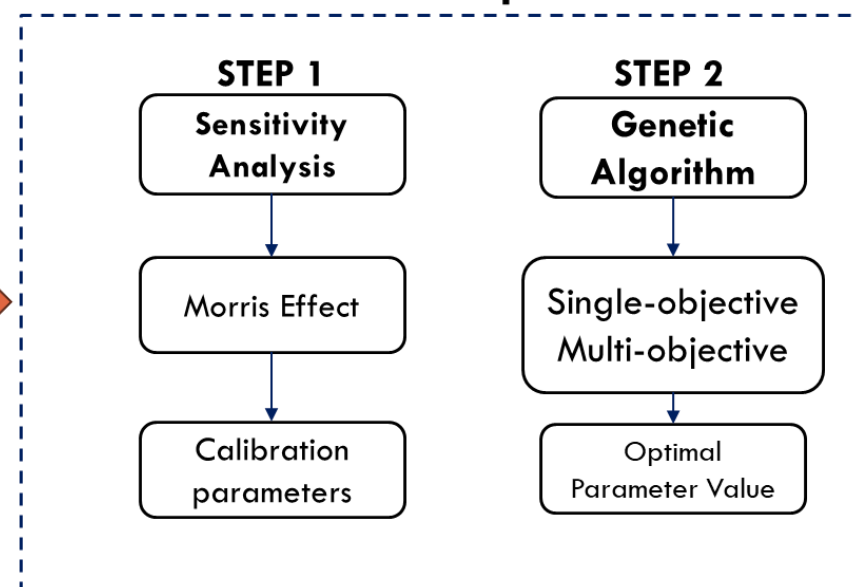 STEP 1
Sensitivity
Analysis
Morris Effect
Calibration
parameters
STEP 2
Genetic
Algorithm
Single-objective
Multi-objective
Optimal
Parameter Value